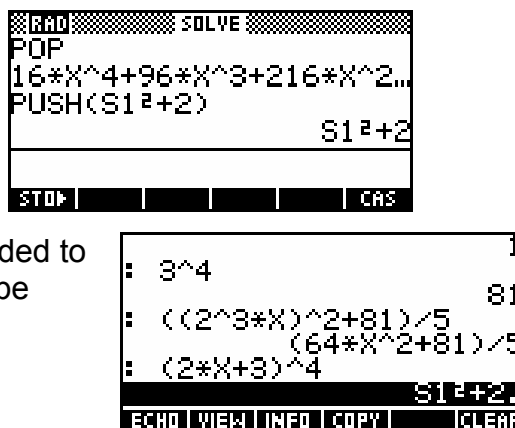 RAD SOLVE
POP
16*X^4+96*X^3+216*X^2…
PUSH(S1²+2)
S1²+2
STO▶ CAS
ded to
be
1
: 3^4
81
: ((2^3*X)^2+81)/5
(64*X^2+81)/5
: (2*X+3)^4
S1²+2.
ECHO VIEW INFO COPY CLEAR